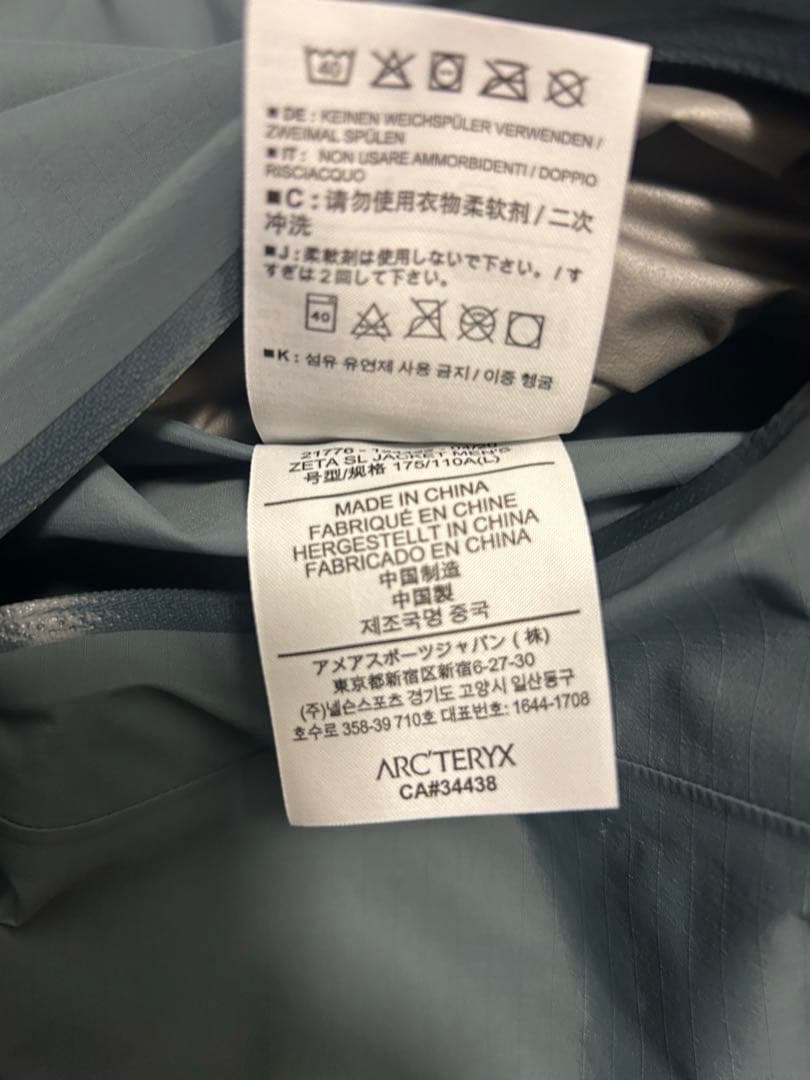 40
■ DE : KEINEN WEICHSPÜLER VERWENDEN /
ZWEIMAL SPÜLEN
■ IT : NON USARE AMMORBIDENTI / DOPPIO
RISCIACQUO
■C : 请勿使用衣物柔软剂 / 二次
冲洗
■J : 柔軟剤は使用しないで下さい。/ す
すぎは2回して下さい。
40
■K : 섬유 유연제 사용 금지 / 이중 헹굼
ZETA SL JACKET MEN'S
号型/规格 175/110A(L)
MADE IN CHINA
FABRIQUÉ EN CHINE
HERGESTELLT IN CHINA
FABRICADO EN CHINA
中国制造
中国製
제조국명 중국
アメアスポーツジャパン ( 株)
東京都新宿区新宿6-27-30
(주)넬슨스포츠 경기도 고양시 일산동구
호수로 358-39 710호 대표번호: 1644-1708
ARC'TERYX
CA#34438